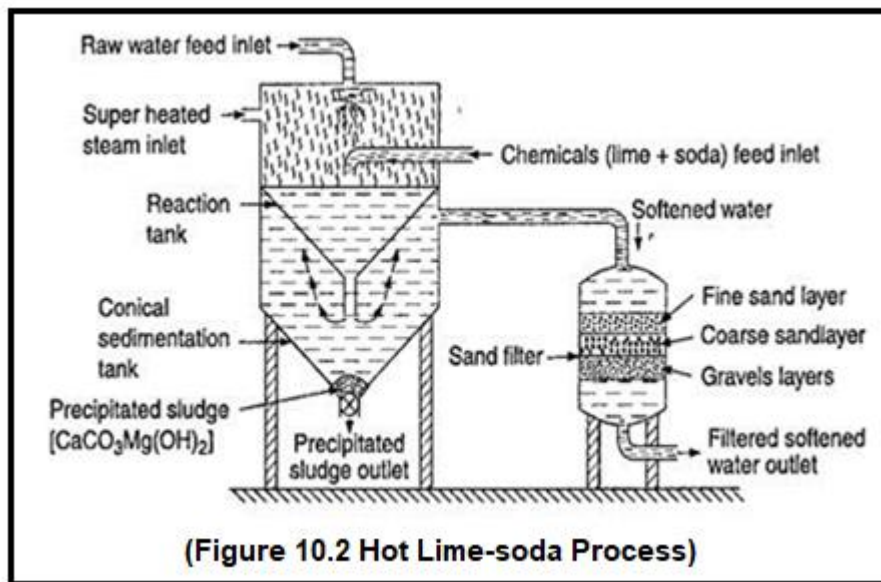 Raw water feed inlet
Super heated
steam inlet
Chemicals (lime + soda) feed inlet
Reaction
tank
Softened water
Conical
sedimentation
tank
Fine sand layer
Coarse sandlayer
Sand filter
Gravels layers
Precipitated sludge
[CaCO₃Mg(OH)₂]
Precipitated
sludge outlet
Filtered softened
water outlet
(Figure 10.2 Hot Lime-soda Process)